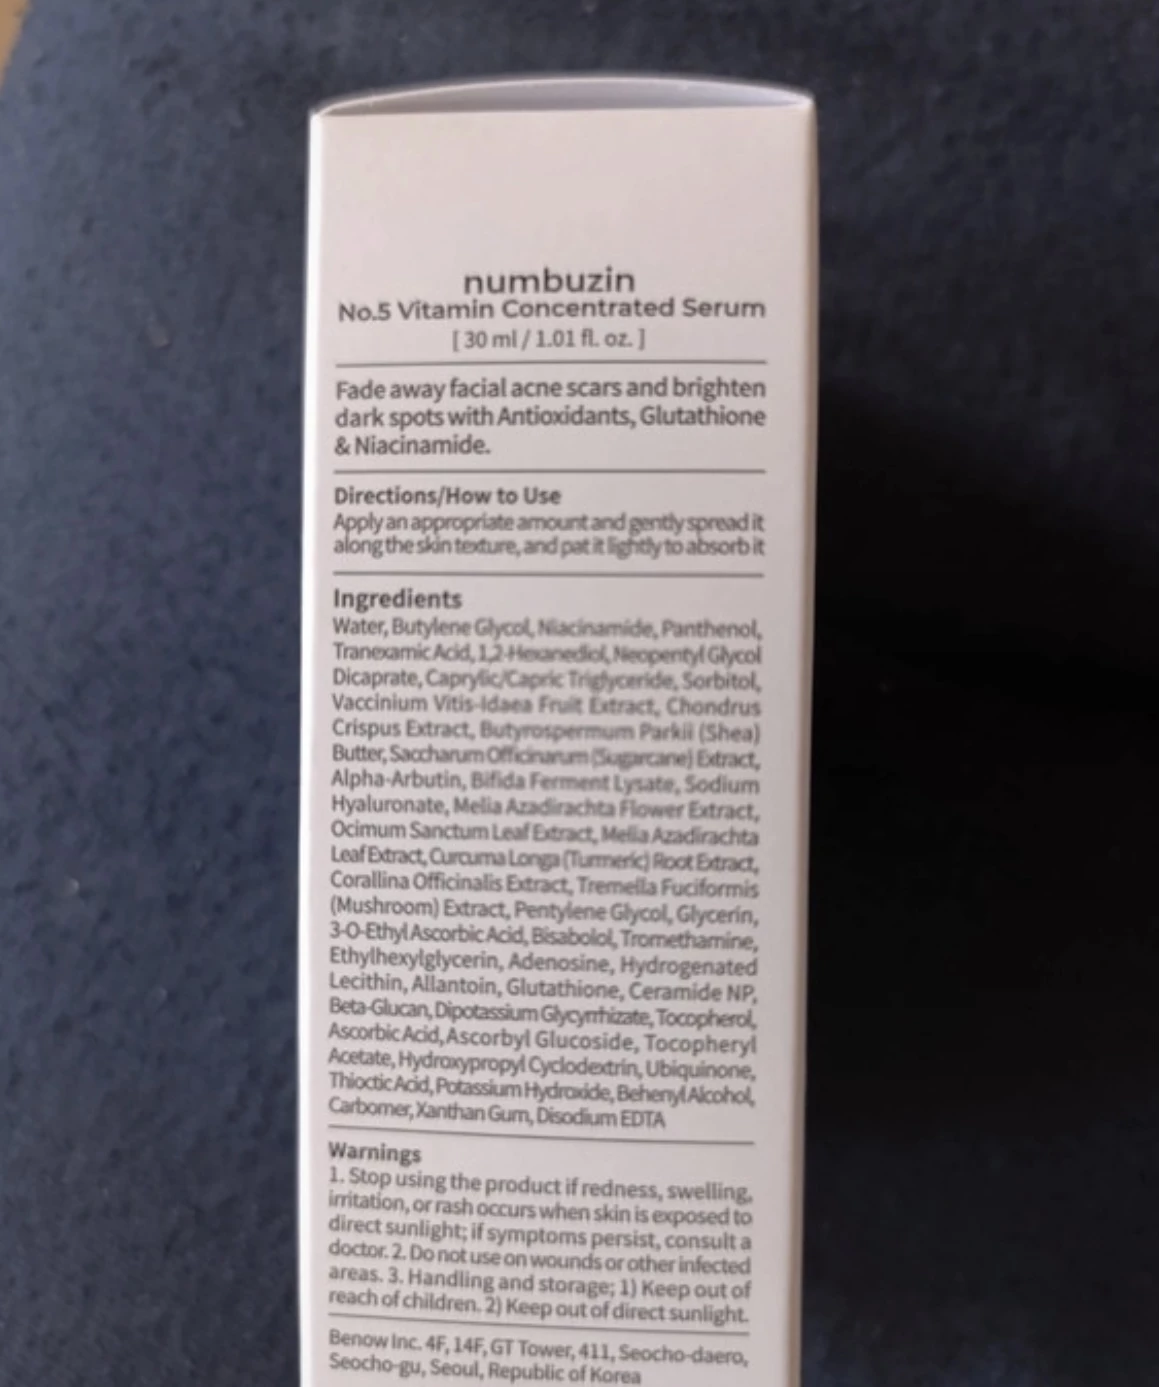 numbuzin
No.5 Vitamin Concentrated Serum
[ 30 ml / 1.01 fl. oz. ]
Fade away facial acne scars and brighten
dark spots with Antioxidants, Glutathione
& Niacinamide.
Directions/How to Use
Apply an appropriate amount and gently spread it
along the skin texture, and pat it lightly to absorb it
Ingredients
Water, Butylene Glycol, Niacinamide, Panthenol,
Tranexamic Acid, 1,2-Hexanediol, Neopentyl Glycol
Dicaprate, Caprylic/Capric Triglyceride, Sorbitol,
Vaccinium Vitis-Idaea Fruit Extract, Chondrus
Crispus Extract, Butyrospermum Parkii (Shea)
Butter, Saccharum Officinarum (Sugarcane) Extract,
Alpha-Arbutin, Bifida Ferment Lysate, Sodium
Hyaluronate, Melia Azadirachta Flower Extract,
Ocimum Sanctum Leaf Extract, Melia Azadirachta
Leaf Extract, Curcuma Longa (Turmeric) Root Extract,
Corallina Officinalis Extract, Tremella Fuciformis
(Mushroom) Extract, Pentylene Glycol, Glycerin,
3-O-Ethyl Ascorbic Acid, Bisabolol, Tromethamine,
Ethylhexylglycerin, Adenosine, Hydrogenated
Lecithin, Allantoin, Glutathione, Ceramide NP,
Beta-Glucan, Dipotassium Glycyrrhizate, Tocopherol,
Ascorbic Acid, Ascorbyl Glucoside, Tocopheryl
Acetate, Hydroxypropyl Cyclodextrin, Ubiquinone,
Thioctic Acid, Potassium Hydroxide, Behenyl Alcohol,
Carbomer, Xanthan Gum, Disodium EDTA
Warnings
1. Stop using the product if redness, swelling,
irritation, or rash occurs when skin is exposed to
direct sunlight; if symptoms persist, consult a
doctor. 2. Do not use on wounds or other infected
areas. 3. Handling and storage; 1) Keep out of
reach of children. 2) Keep out of direct sunlight.
Benow Inc. 4F, 14F, GT Tower, 411, Seocho-daero,
Seocho-gu, Seoul, Republic of Korea